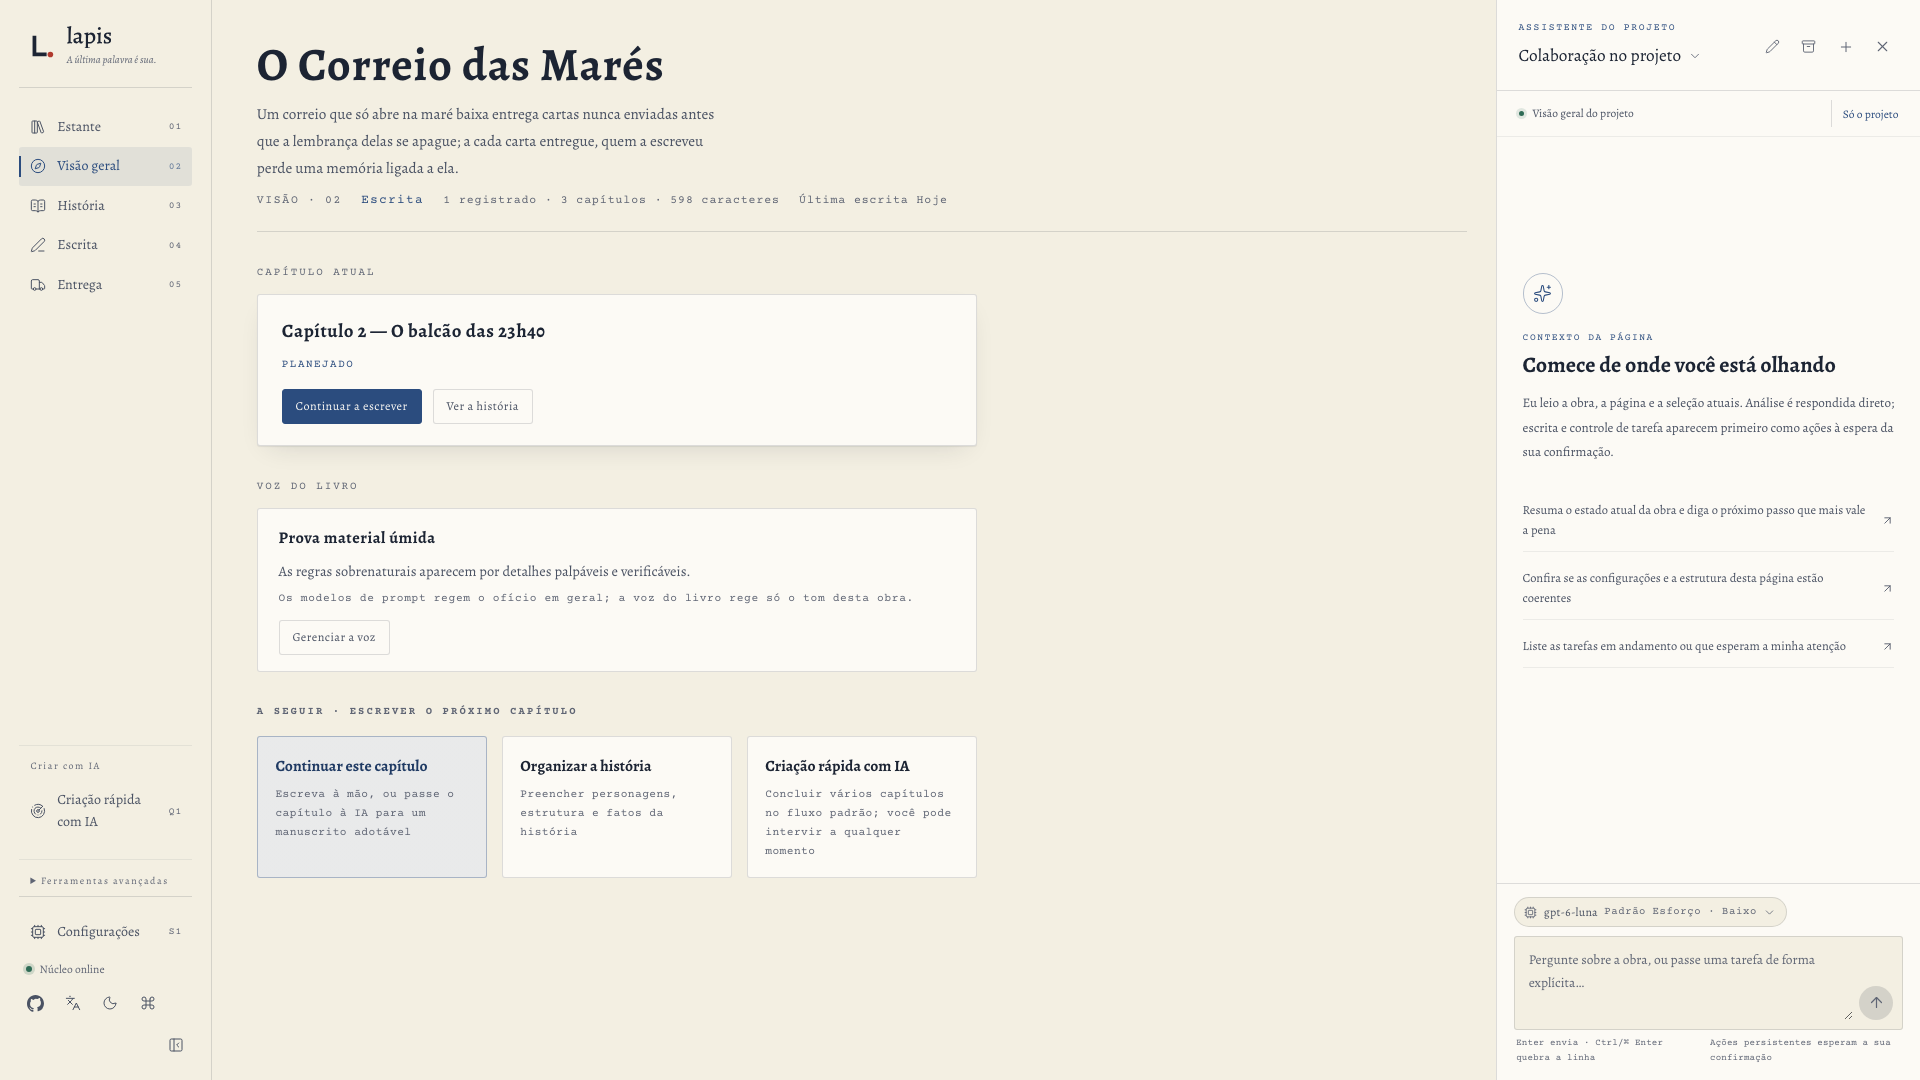 L.
lapis
A última palavra é sua.
Estante 01
Visão geral 02
História 03
Escrita 04
Entrega 05
Criar com IA
Criação rápida
com IA Q1
Ferramentas avançadas
Configurações S1
Núcleo online
O Correio das Marés
Um correio que só abre na maré baixa entrega cartas nunca enviadas antes
que a lembrança delas se apague; a cada carta entregue, quem a escreveu
perde uma memória ligada a ela.
VISÃO · 02 Escrita 1 registrado · 3 capítulos · 598 caracteres Última escrita Hoje
CAPÍTULO ATUAL
Capítulo 2 — O balcão das 23h40
PLANEJADO
Continuar a escrever Ver a história
VOZ DO LIVRO
Prova material úmida
As regras sobrenaturais aparecem por detalhes palpáveis e verificáveis.
Os modelos de prompt regem o ofício em geral; a voz do livro rege só o tom desta obra.
Gerenciar a voz
A SEGUIR · ESCREVER O PRÓXIMO CAPÍTULO
Continuar este capítulo
Escreva à mão, ou passe o
capítulo à IA para um
manuscrito adotável
Organizar a história
Preencher personagens,
estrutura e fatos da
história
Criação rápida com IA
Concluir vários capítulos
no fluxo padrão; você pode
intervir a qualquer
momento
ASSISTENTE DO PROJETO
Colaboração no projeto
Visão geral do projeto Só o projeto
CONTEXTO DA PÁGINA
Comece de onde você está olhando
Eu leio a obra, a página e a seleção atuais. Análise é respondida direto;
escrita e controle de tarefa aparecem primeiro como ações à espera da
sua confirmação.
Resuma o estado atual da obra e diga o próximo passo que mais vale
a pena
Confira se as configurações e a estrutura desta página estão
coerentes
Liste as tarefas em andamento ou que esperam a minha atenção
gpt-6-luna Padrão Esforço · Baixo
Pergunte sobre a obra, ou passe uma tarefa de forma
explícita…
Enter envia · Ctrl/⌘ Enter
quebra a linha
Ações persistentes esperam a sua
confirmação